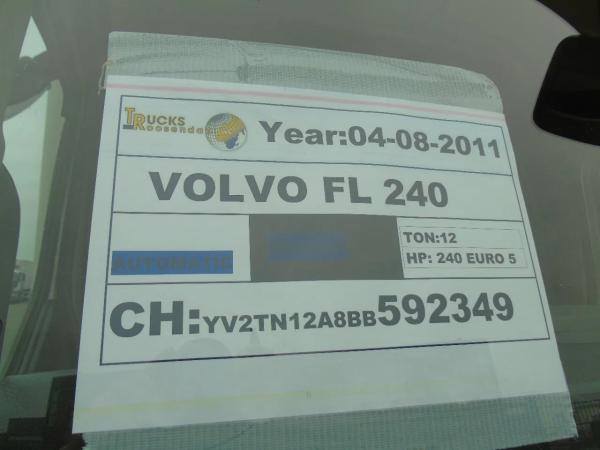 TRUCKS Year:04-08-2011
Roosendaal
VOLVO FL 240
AUTOMATIC
TON:12
HP: 240 EURO 5
CH:YV2TN12A8BB592349